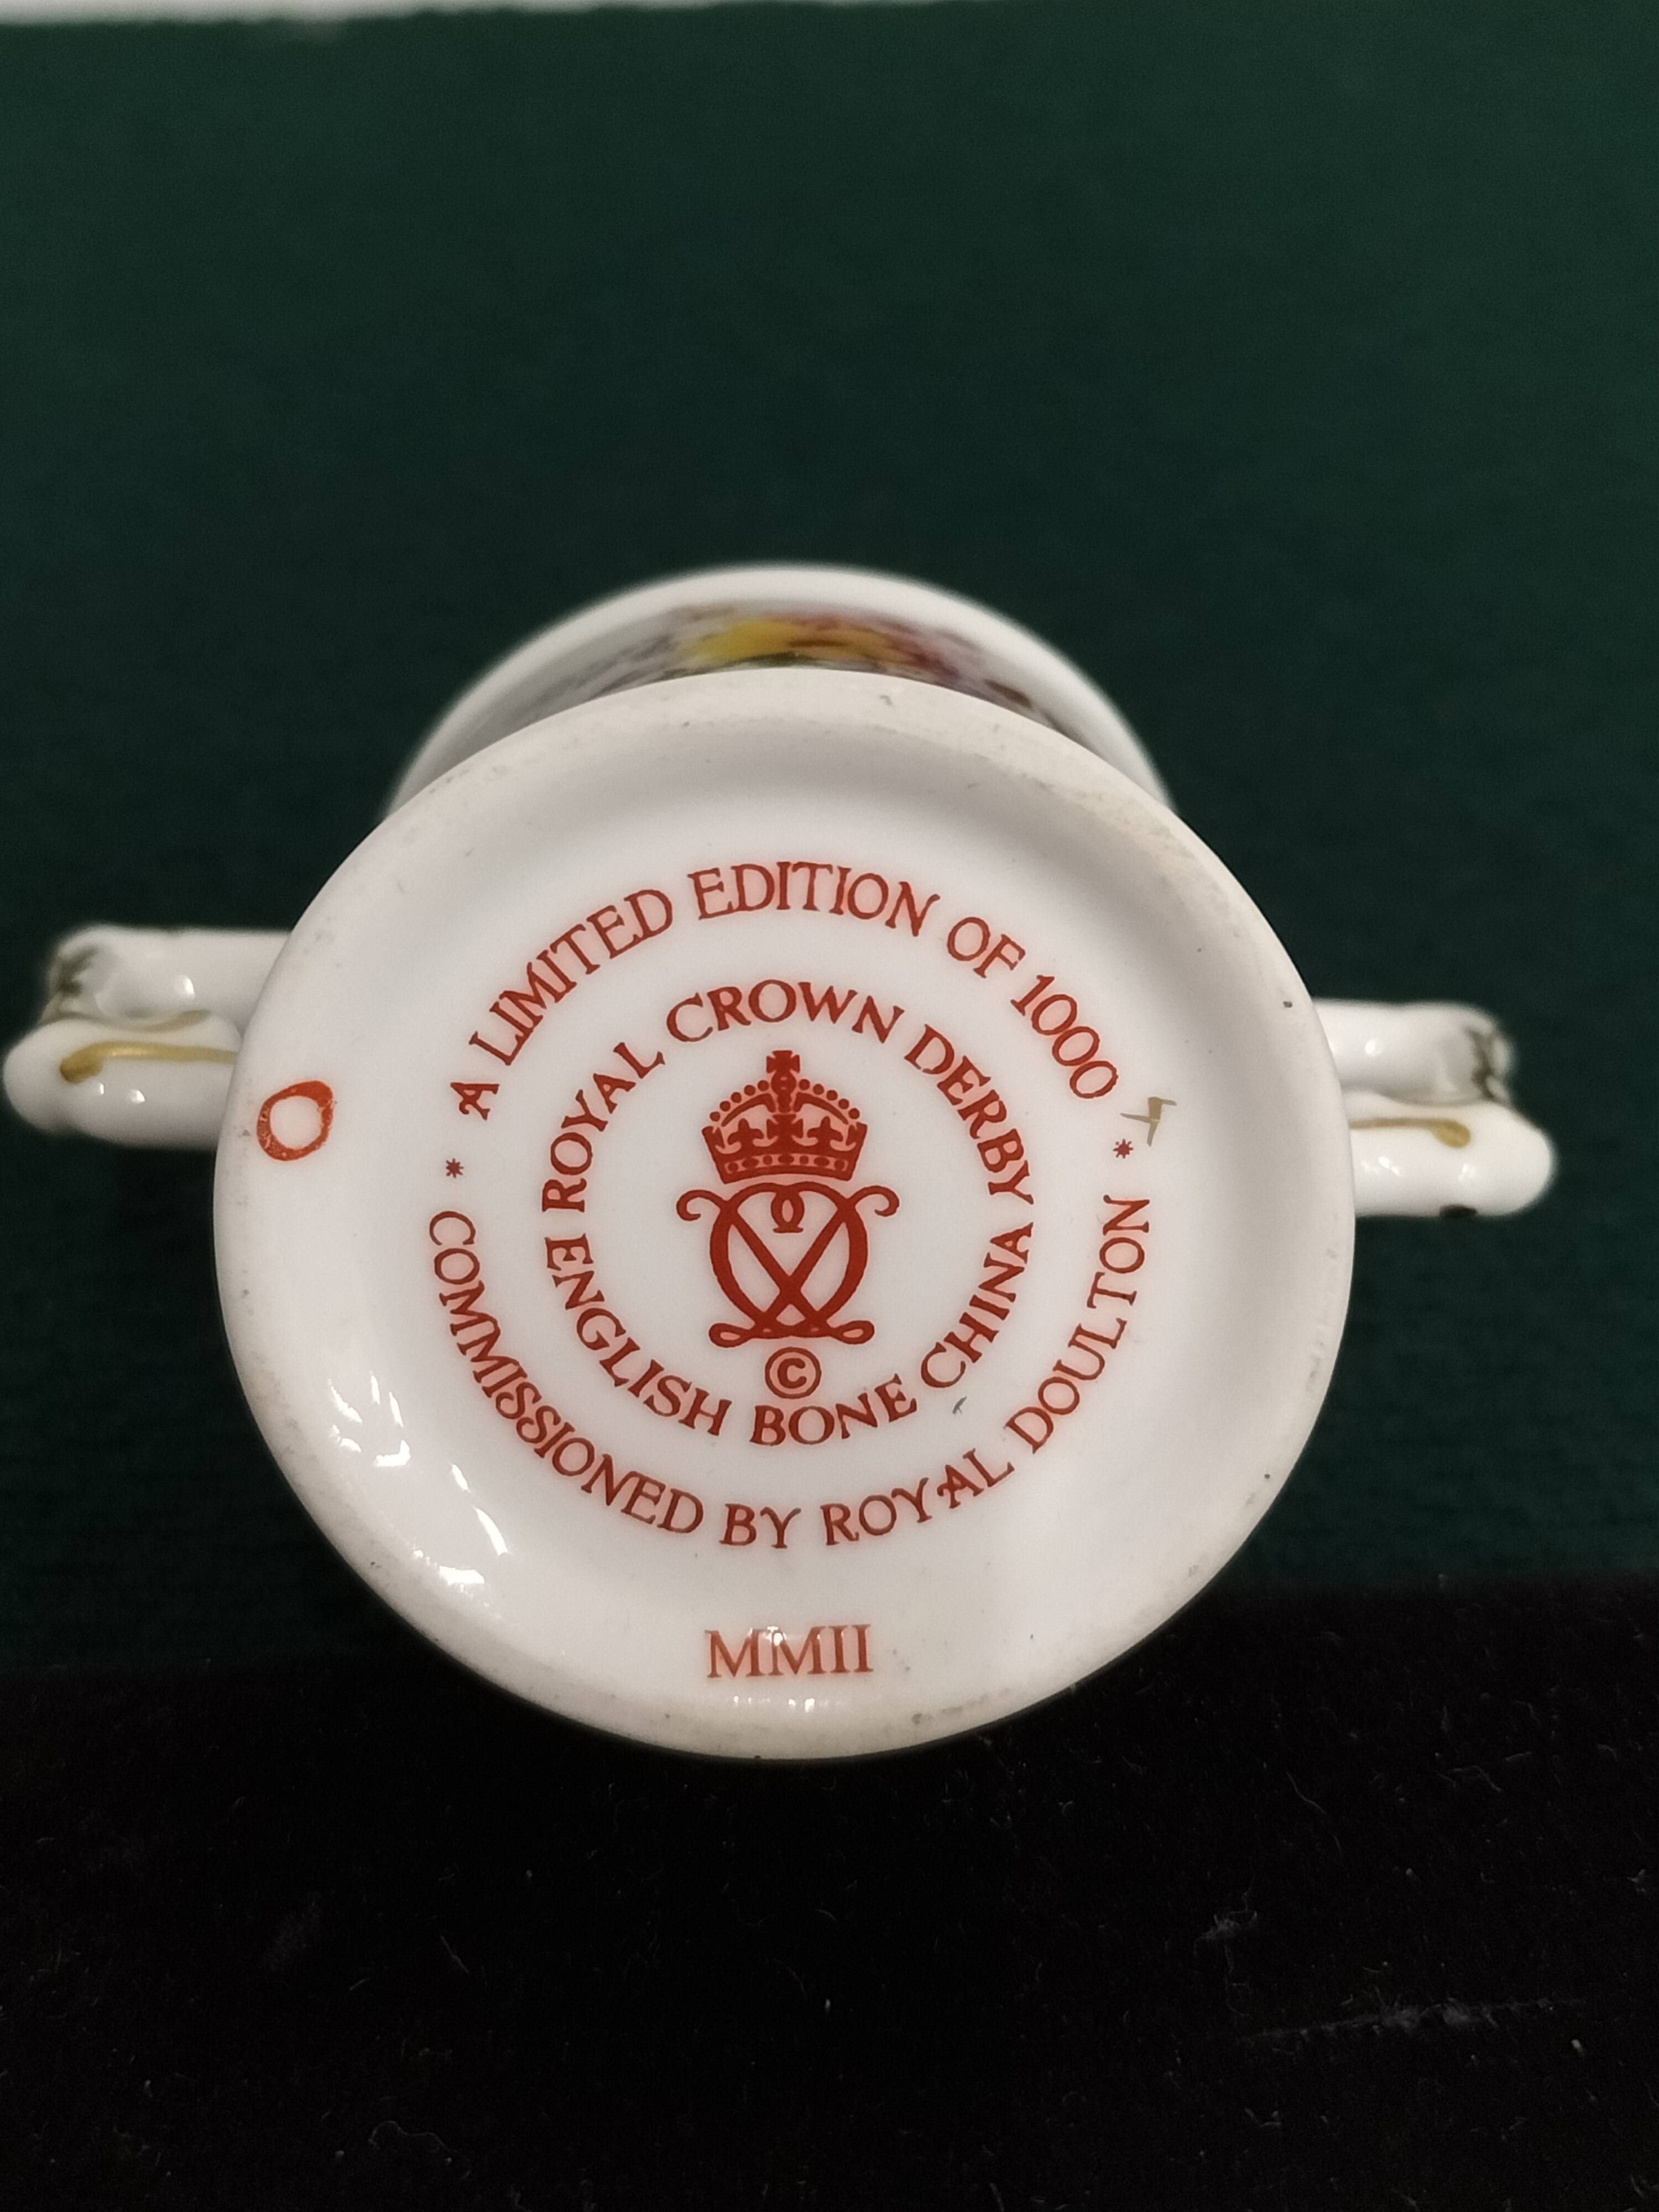 A LIMITED EDITION OF 1000
* COMMISSIONED BY ROYAL DOULTON *
ROYAL CROWN DERBY
ENGLISH BONE CHINA
©
MMII